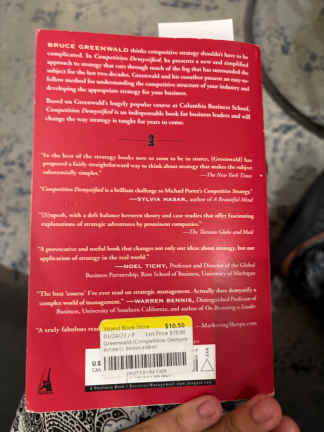 BRUCE GREENWALD thinks competitive strategy shouldn't have to be
complicated. In Competition Demystified, he presents a new and simplified
approach to strategy that cuts through much of the fog that has surrounded the
subject for the last two decades. Greenwald and his coauthor present an easy-to-
follow method for understanding the competitive structure of your industry and
developing the appropriate strategy for your business.
Based on Greenwald's hugely popular course at Columbia Business School,
Competition Demystified is an indispensable book for business leaders and will
change the way strategy is taught for years to come.
"In the best of the strategy books now or soon to be in stores, [Greenwald] has
proposed a fairly straightforward way to think about strategy that makes the subject
substantially simpler."
—The New York Times
"Competition Demystified is a brilliant challenge to Michael Porter's Competitive Strategy."
—SYLVIA NASAR, author of A Beautiful Mind
with a deft balance between theory and case studies that offer fascinating
explanations of strategic adventures by prominent companies."
—The Toronto Globe and Mail
"A provocative and useful book that changes not only our ideas about strategy, but our
application of strategy in the real world."
—NOEL TICHY, Professor and Director of the Global
Business Partnership, Ross School of Business, University of Michigan
"The best 'course' I've ever read on strategic management. Actually does demystify a
complex world of management." —WARREN BENNIS, Distinguished Professor of
Business, University of Southern California, and author of On Becoming a Leader
"A truly fabulous read
—MarketingSherpa.com
Strand Book Store $10.50
List Price
Greenwald/Competition Demyst
U.S.
CAN